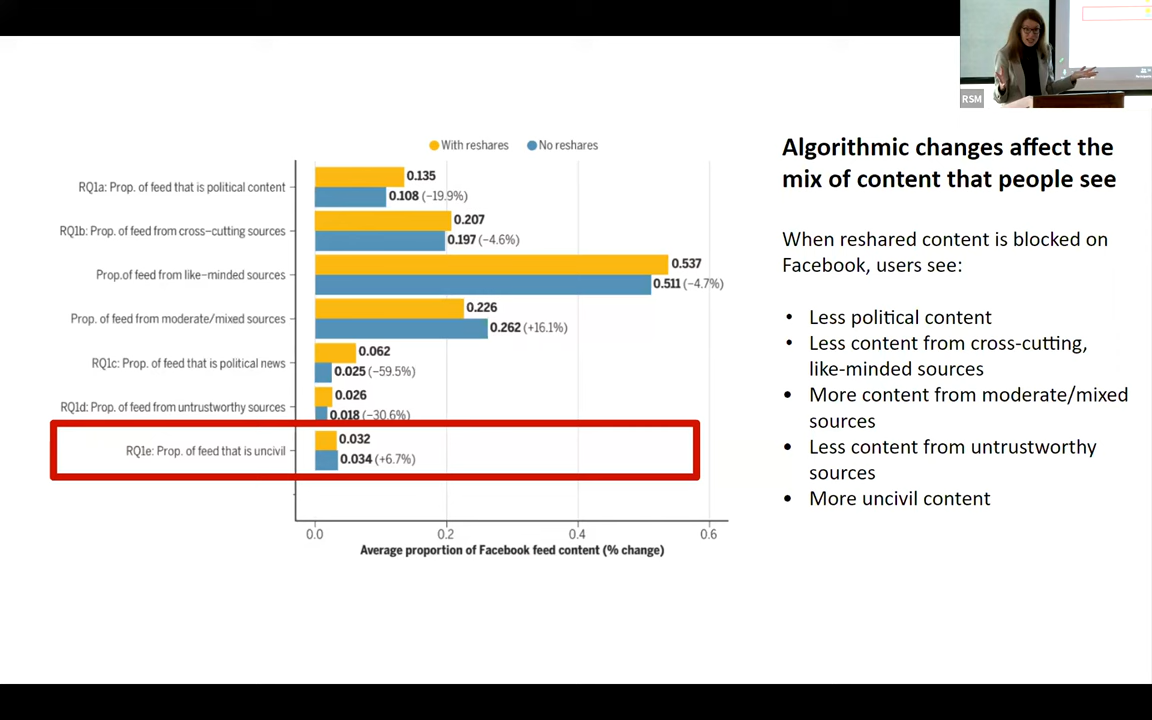 RSM
Algorithmic changes affect the
mix of content that people see
When reshared content is blocked on
Facebook, users see:
• Less political content
• Less content from cross-cutting,
like-minded sources
• More content from moderate/mixed
sources
• Less content from untrustworthy
sources
• More uncivil content
With reshares No reshares
RQ1a: Prop. of feed that is political content
0.135
0.108 (−19.9%)
RQ1b: Prop. of feed from cross−cutting sources
0.207
0.197 (−4.6%)
Prop.of feed from like−minded sources
0.537
0.511 (−4.7%)
Prop. of feed from moderate/mixed sources
0.226
0.262 (+16.1%)
RQ1c: Prop. of feed that is political news
0.062
0.025 (−59.5%)
RQ1d: Prop. of feed from untrustworthy sources
0.026
0.018 (−30.6%)
RQ1e: Prop. of feed that is uncivil
0.032
0.034 (+6.7%)
0.0 0.2 0.4 0.6
Average proportion of Facebook feed content (% change)